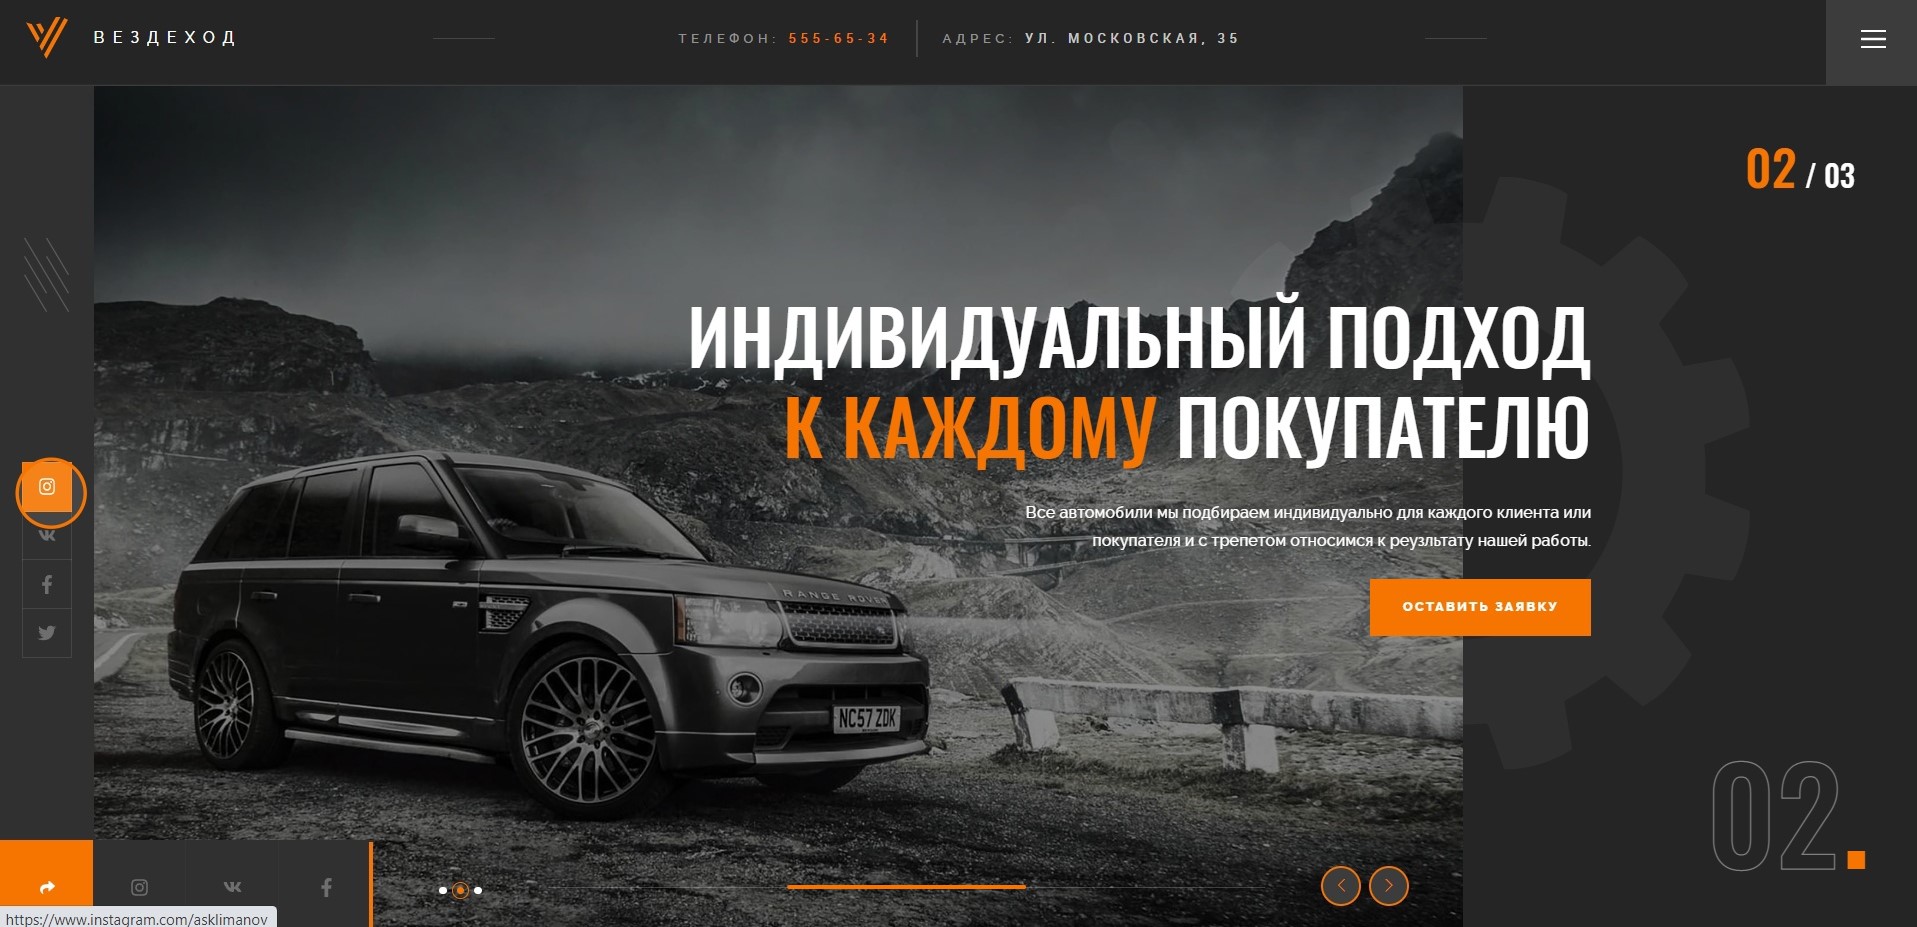 ВЕЗДЕХОД
ТЕЛЕФОН: 555-65-34
АДРЕС: УЛ. МОСКОВСКАЯ, 35
02 / 03
ИНДИВИДУАЛЬНЫЙ ПОДХОД
К КАЖДОМУ ПОКУПАТЕЛЮ
Все автомобили мы подбираем индивидуально для каждого клиента или
покупателя и с трепетом относимся к реузльтату нашей работы.
ОСТАВИТЬ ЗАЯВКУ
RANGE ROVER
NC57 ZDK
02.
https://www.instagram.com/asklimanov